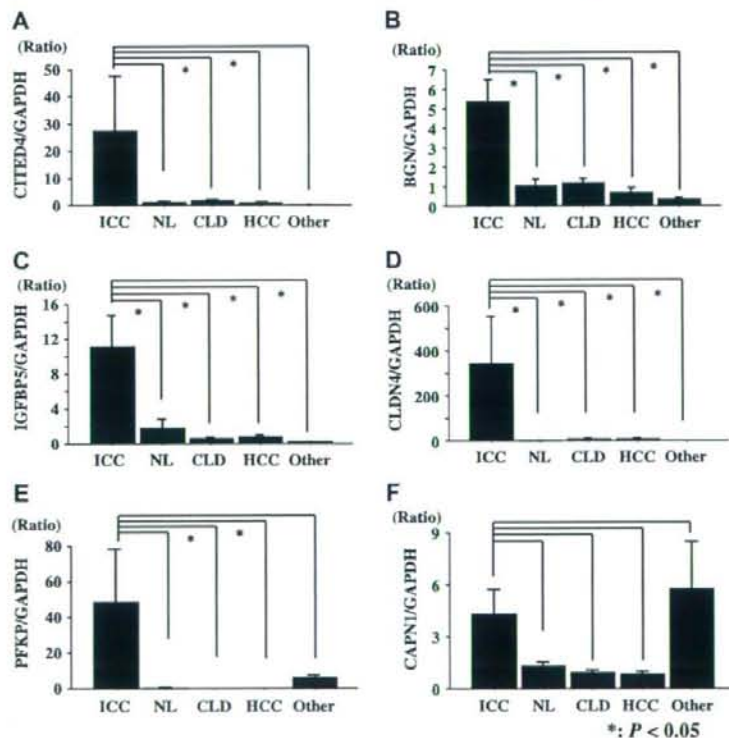 A
(Ratio)
* *
CITED4/GAPDH
50
40
30
20
10
0
ICC NL CLD HCC Other
B
(Ratio)
* * * *
BGN/GAPDH
7
6
5
4
3
2
1
0
ICC NL CLD HCC Other
C
(Ratio)
* * * *
IGFBP5/GAPDH
16
12
8
4
0
ICC NL CLD HCC Other
D
(Ratio)
* * * *
CLDN4/GAPDH
600
400
200
0
ICC NL CLD HCC Other
E
(Ratio)
* *
PFKP/GAPDH
80
60
40
20
0
ICC NL CLD HCC Other
F
(Ratio)
CAPN1/GAPDH
9
6
3
0
ICC NL CLD HCC Other
*: P < 0.05